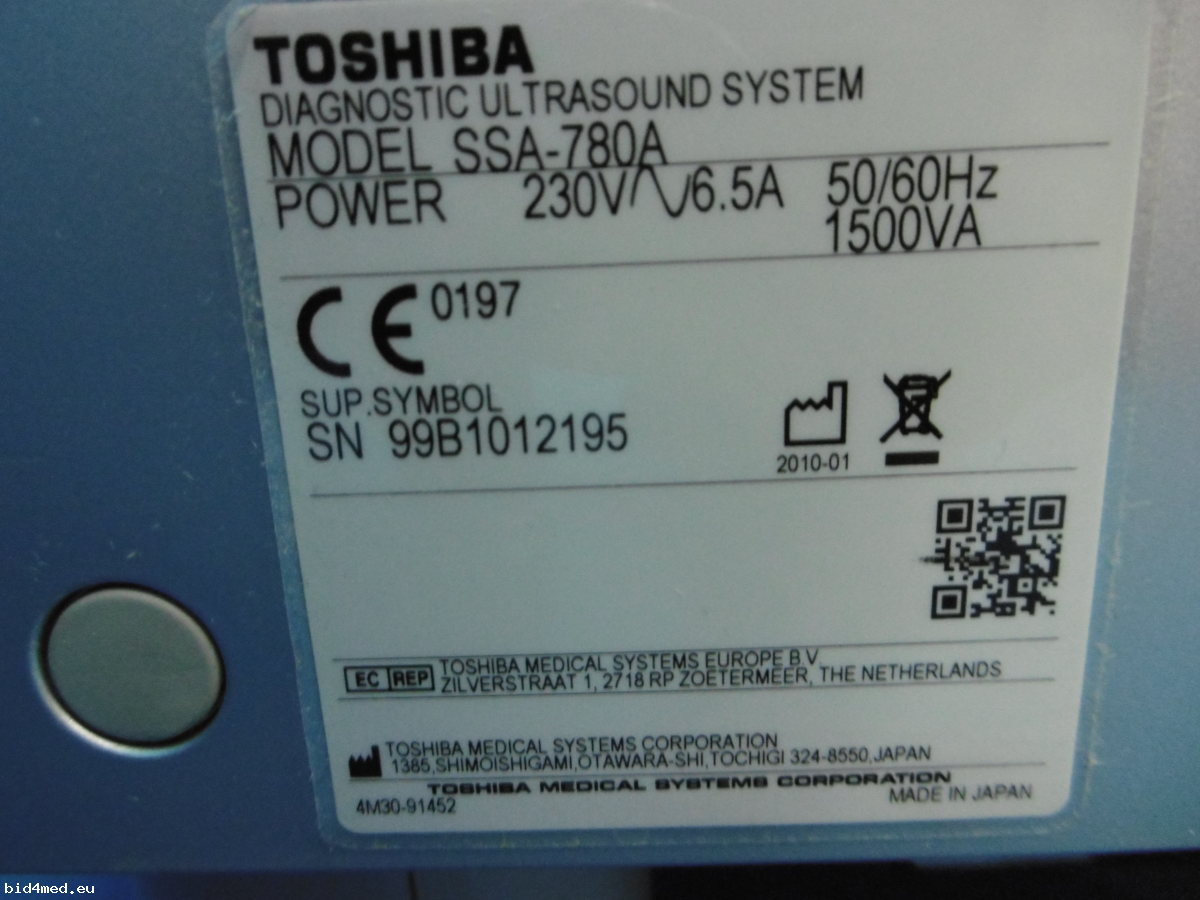 TOSHIBA
DIAGNOSTIC ULTRASOUND SYSTEM
MODEL SSA-780A
POWER 230V 6.5A 50/60Hz
1500VA
CE 0197
SUP.SYMBOL
SN 99B1012195
2010-01
EC REP
TOSHIBA MEDICAL SYSTEMS EUROPE B.V
ZILVERSTRAAT 1, 2718 RP ZOETERMEER, THE NETHERLANDS
TOSHIBA MEDICAL SYSTEMS CORPORATION
1385,SHIMOISHIGAMI,OTAWARA-SHI,TOCHIGI 324-8550,JAPAN
TOSHIBA MEDICAL SYSTEMS CORPORATION
4M30-91452
MADE IN JAPAN
bid4med.eu